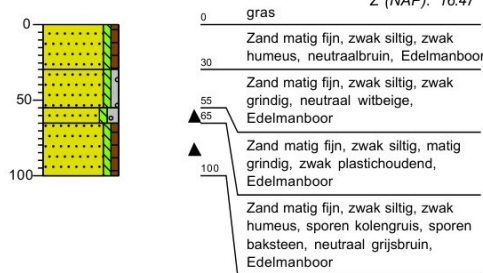 Z (NAP): 16.47
0
gras
0
Zand matig fijn, zwak siltig, zwak
humeus, neutraalbruin, Edelmanboor
30
Zand matig fijn, zwak siltig, zwak
grindig, neutraal witbeige,
Edelmanboor
50
55
65
Zand matig fijn, zwak siltig, matig
grindig, zwak plastichoudend,
Edelmanboor
100
100
Zand matig fijn, zwak siltig, zwak
humeus, sporen kolengruis, sporen
baksteen, neutraal grijsbruin,
Edelmanboor